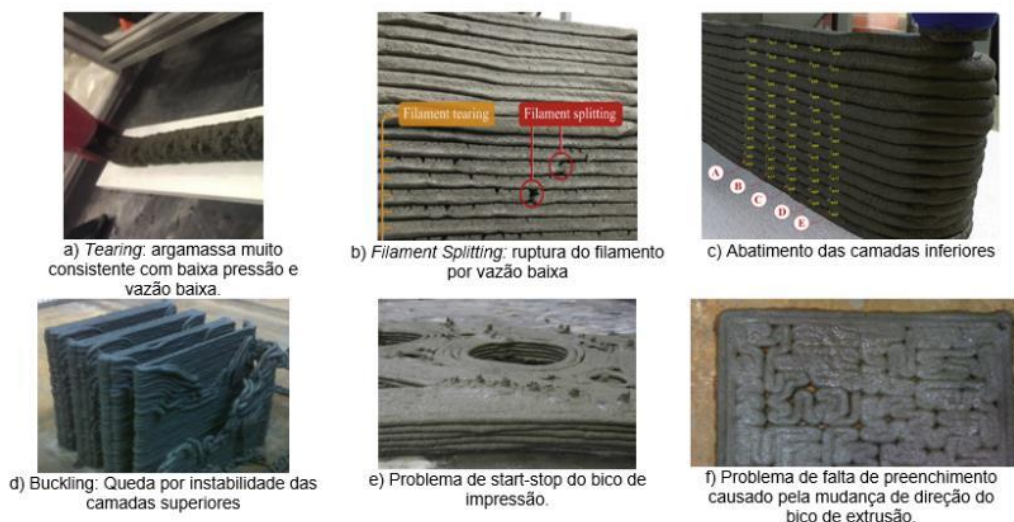 Filament tearing
Filament splitting
A
B
C
D
E
a) Tearing: argamassa muito
consistente com baixa pressão e
vazão baixa.
b) Filament Splitting: ruptura do filamento
por vazão baixa
c) Abatimento das camadas inferiores
d) Buckling: Queda por instabilidade das
camadas superiores
e) Problema de start-stop do bico de
impressão.
f) Problema de falta de preenchimento
causado pela mudança de direção do
bico de extrusão.